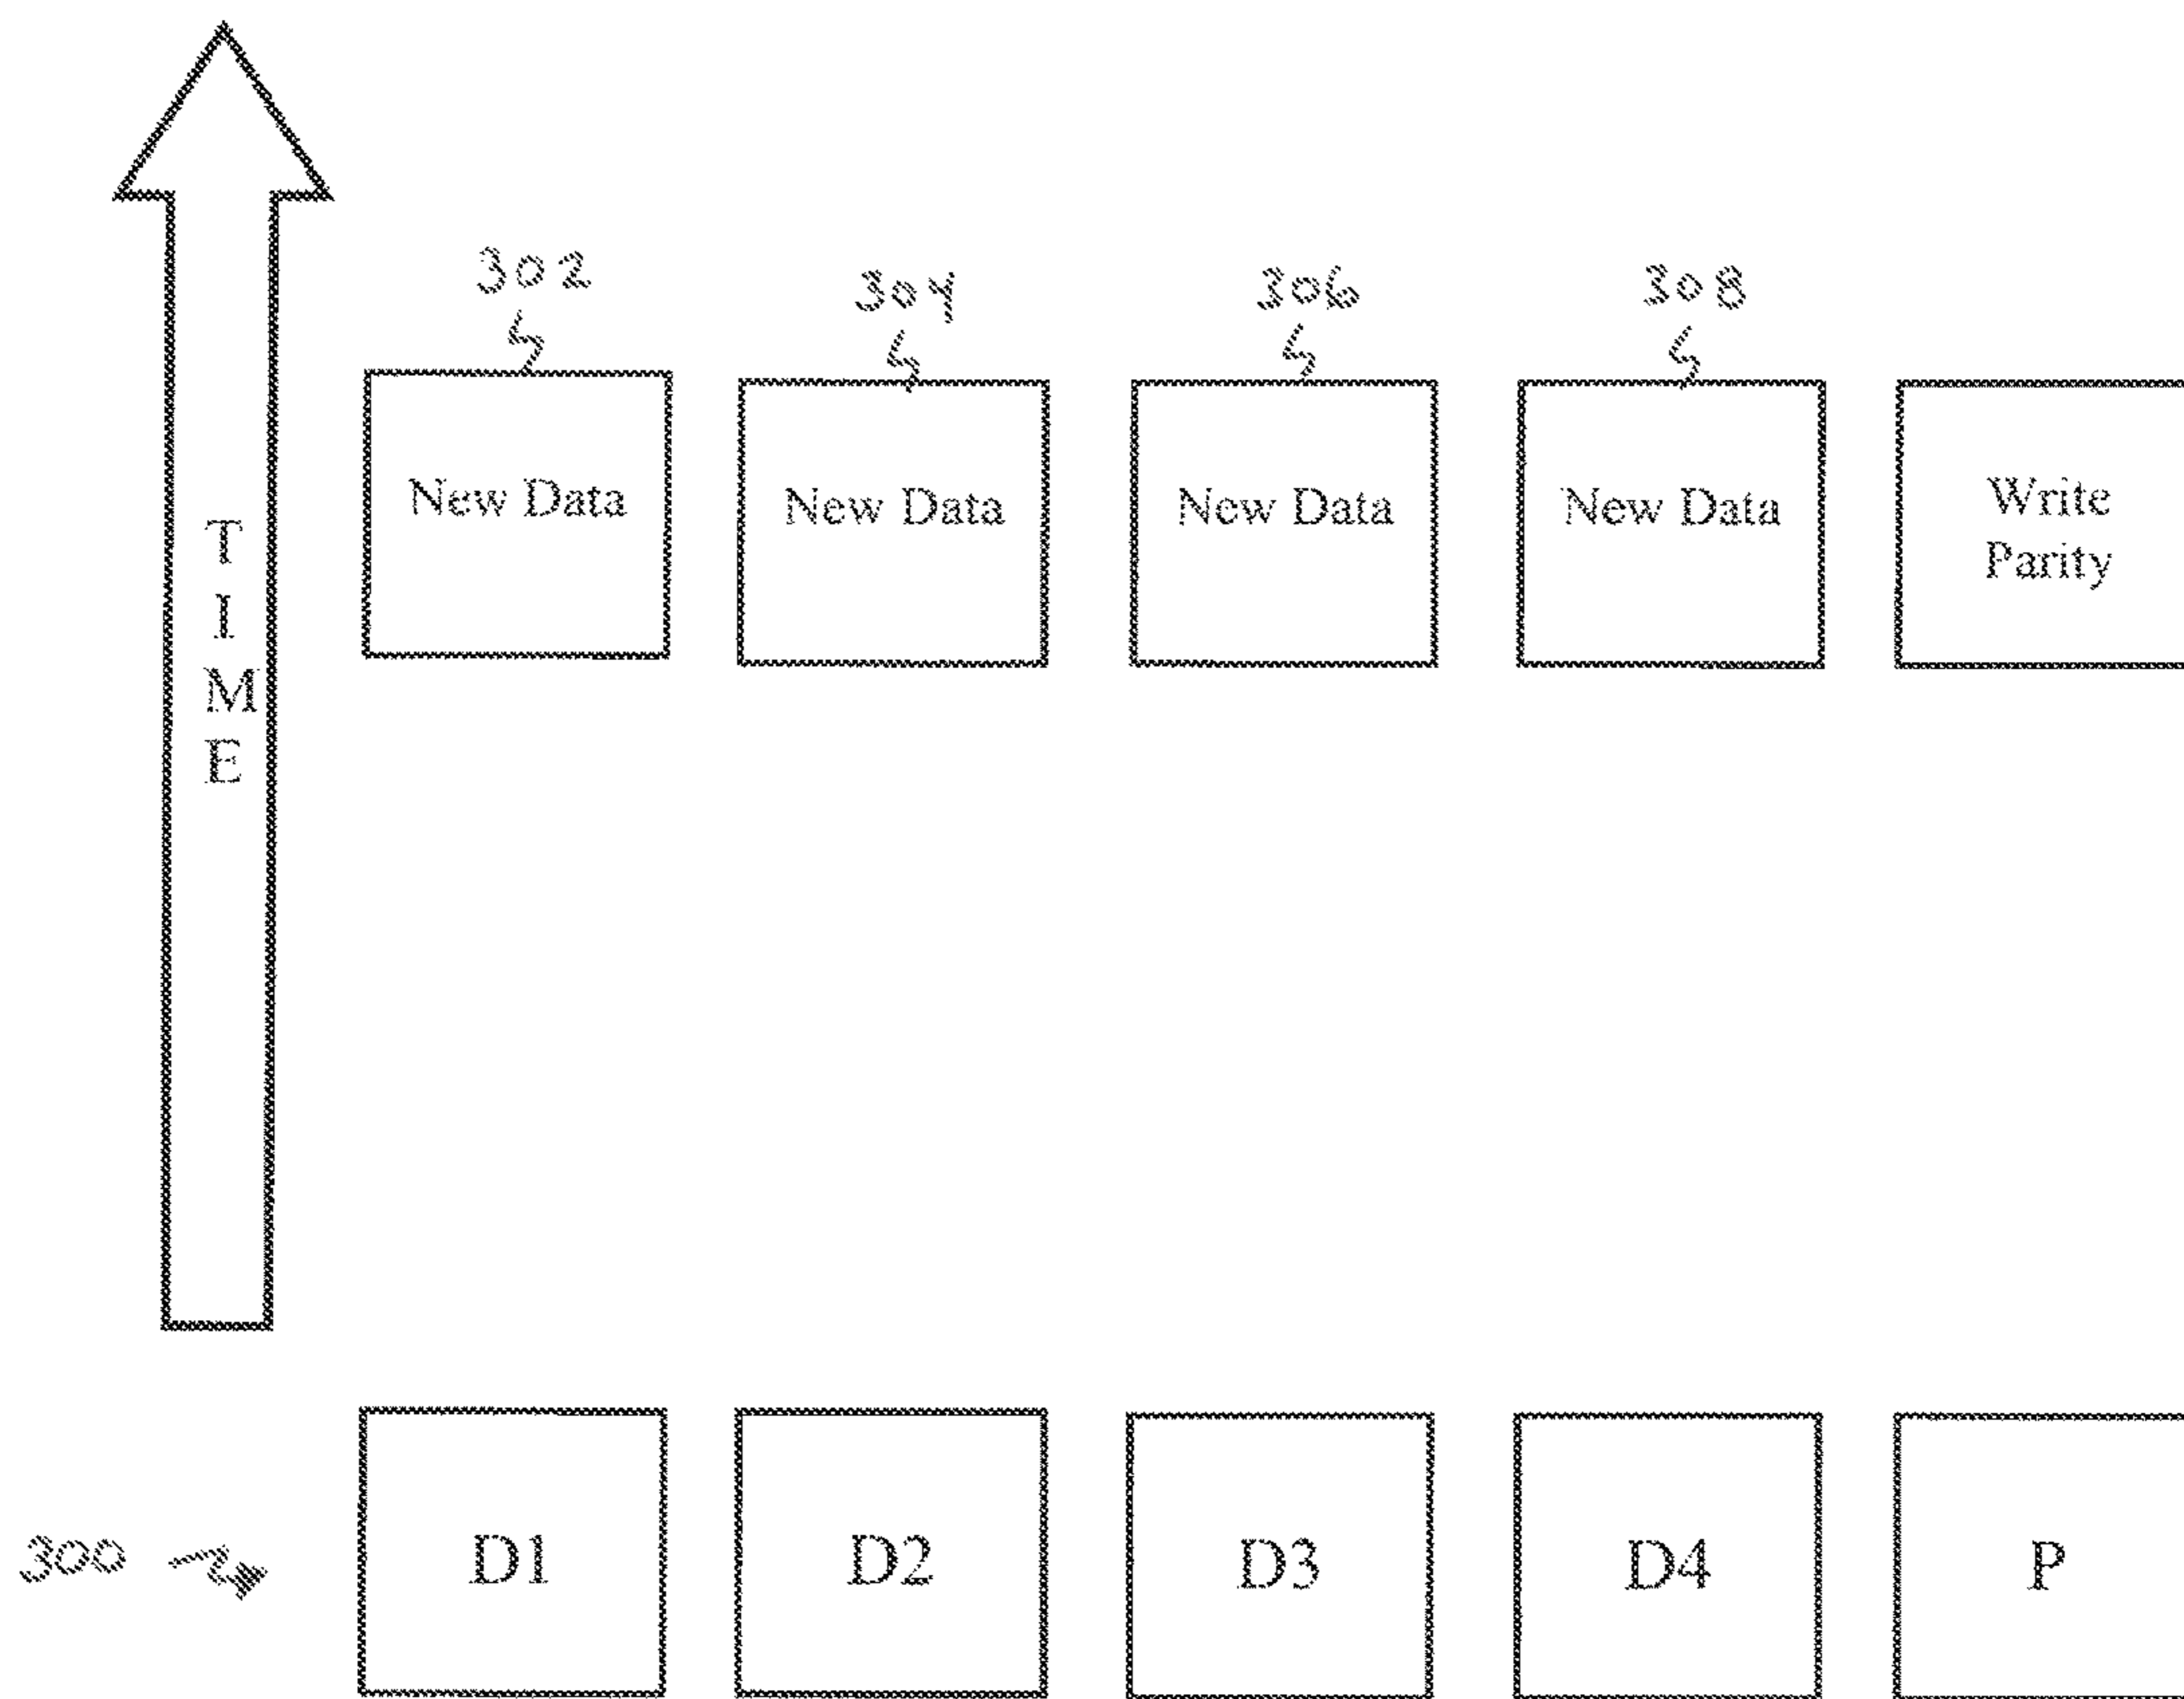 302
304
306
308
New Data
New Data
New Data
New Data
Write
Parity
T
I
M
E
300
D1
D2
D3
D4
P